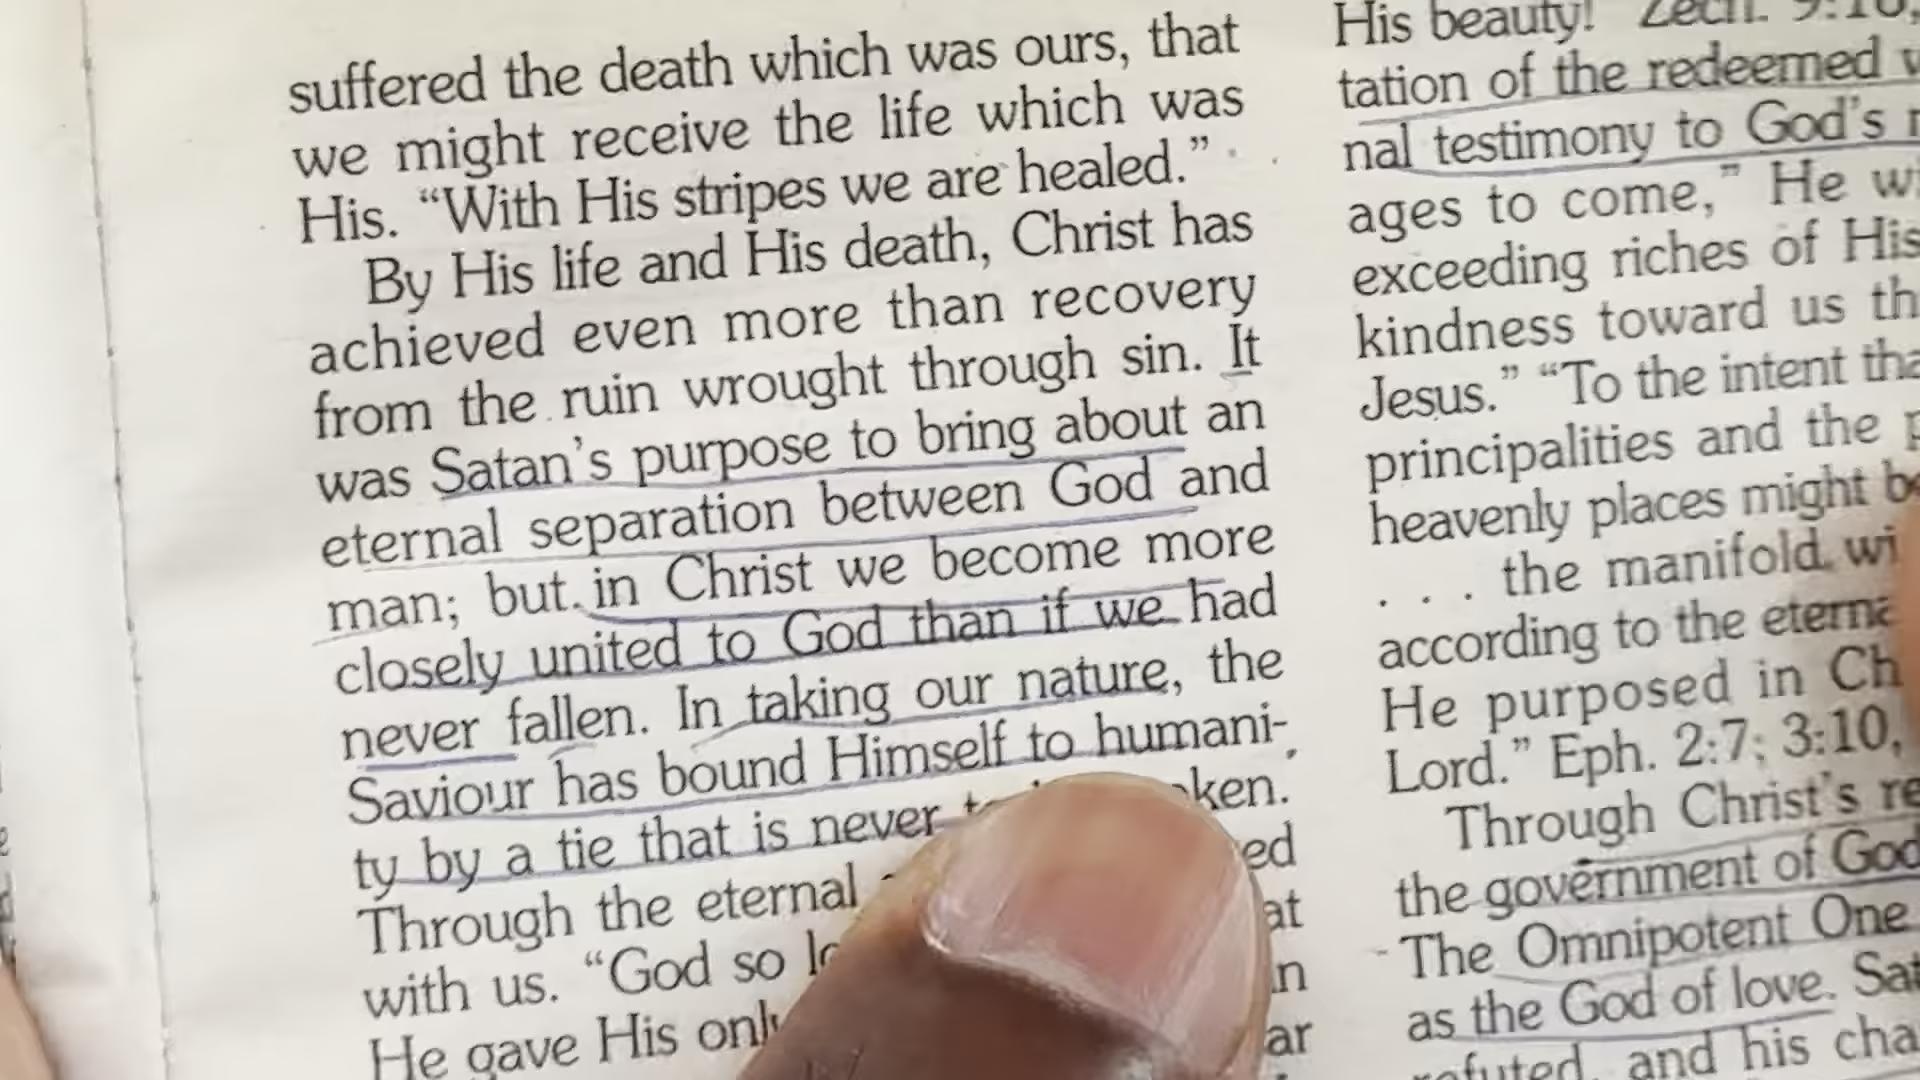 suffered the death which was ours, that
we might receive the life which was
His. “With His stripes we are healed.”
By His life and His death, Christ has
achieved even more than recovery
from the ruin wrought through sin. It
was Satan’s purpose to bring about an
eternal separation between God and
man; but in Christ we become more
closely united to God than if we had
never fallen. In taking our nature, the
Saviour has bound Himself to humani-
ty by a tie that is never
Through the eternal
with us. “God so
He gave His only
His beauty! Zech. 9:16,
tation of the redeemed
nal testimony to God’s
ages to come,” He
exceeding riches of His
kindness toward us
Jesus.” “To the intent
principalities and the
heavenly places might
. . . the manifold
according to the
He purposed in
Lord.” Eph. 2:7; 3:10,
Through Christ’s
the government of God
The Omnipotent One
as the God of love.
refuted, and his